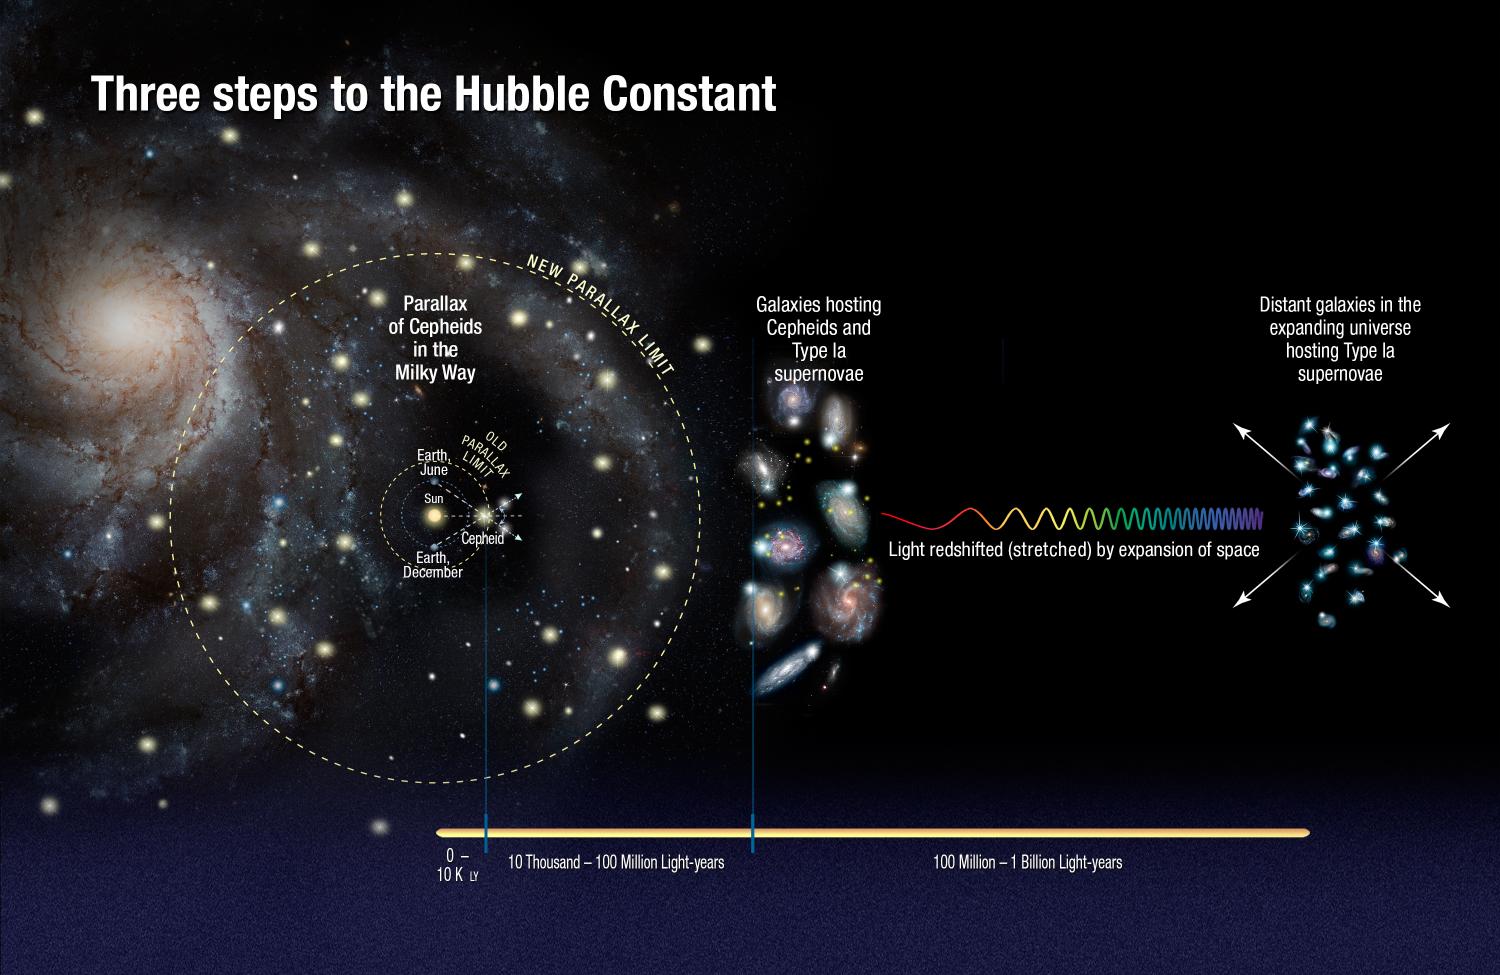 Three steps to the Hubble Constant
NEW PARALLAX LIMIT
Parallax
of Cepheids
in the
Milky Way
OLD
PARALLAX
LIMIT
Earth,
June
Sun
Cepheid
Earth,
December
Galaxies hosting
Cepheids and
Type Ia
supernovae
Light redshifted (stretched) by expansion of space
Distant galaxies in the
expanding universe
hosting Type Ia
supernovae
0 –
10 K LY
10 Thousand – 100 Million Light-years
100 Million – 1 Billion Light-years